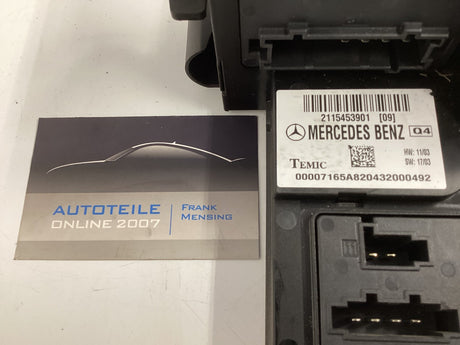 2115453901 [09]
MERCEDES BENZ Q4
HW: 11/03
SW: 17/03
TEMIC
00007165A820432000492
AUTOTEILE
ONLINE 2007
FRANK
MENSING